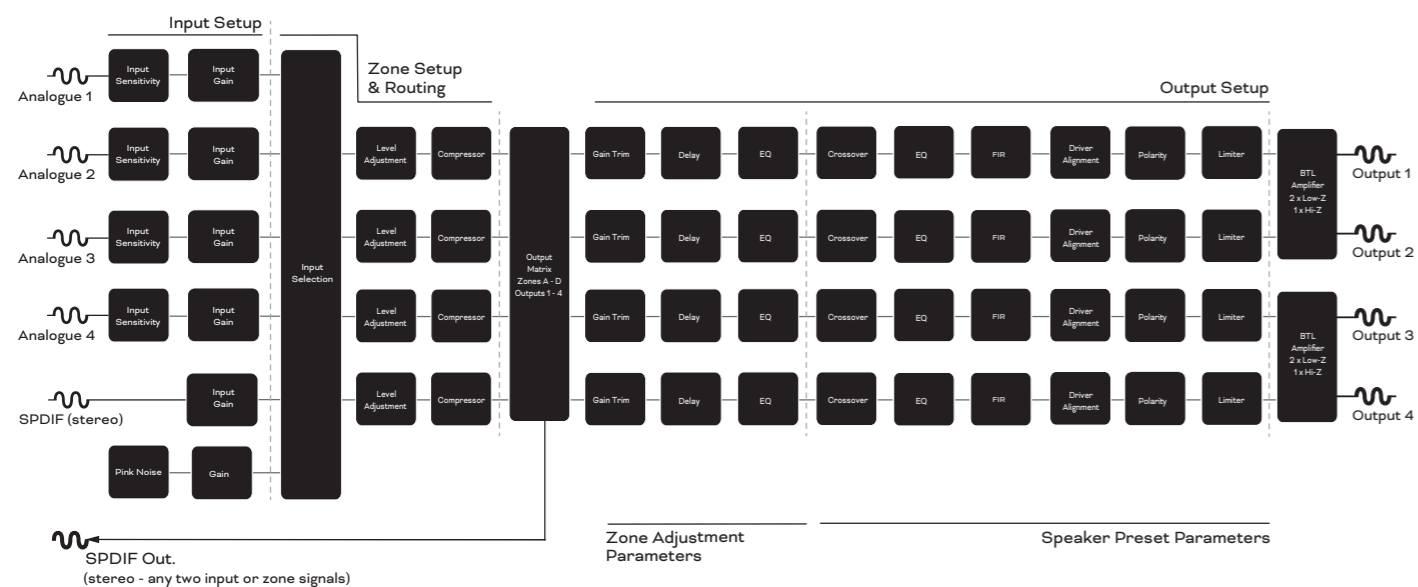 Input Setup
Zone Setup
& Routing
Output Setup
Analogue 1
Input
Sensitivity
Input
Gain
Analogue 2
Input
Sensitivity
Input
Gain
Level
Adjustment
Compressor
Gain Trim
Delay
EQ
Crossover
EQ
FIR
Driver
Alignment
Polarity
Limiter
BTL
Amplifier
2 x Low-Z
1 x Hi-Z
Output 1
Analogue 3
Input
Sensitivity
Input
Gain
Input
Selection
Level
Adjustment
Compressor
Output
Matrix
Zones A - D
Outputs 1 - 4
Gain Trim
Delay
EQ
Crossover
EQ
FIR
Driver
Alignment
Polarity
Limiter
Output 2
Analogue 4
Input
Sensitivity
Input
Gain
Level
Adjustment
Compressor
Gain Trim
Delay
EQ
Crossover
EQ
FIR
Driver
Alignment
Polarity
Limiter
BTL
Amplifier
2 x Low-Z
1 x Hi-Z
Output 3
SPDIF (stereo)
Input
Gain
Level
Adjustment
Compressor
Gain Trim
Delay
EQ
Crossover
EQ
FIR
Driver
Alignment
Polarity
Limiter
Output 4
Pink Noise
Gain
SPDIF Out.
(stereo - any two input or zone signals)
Zone Adjustment
Parameters
Speaker Preset Parameters